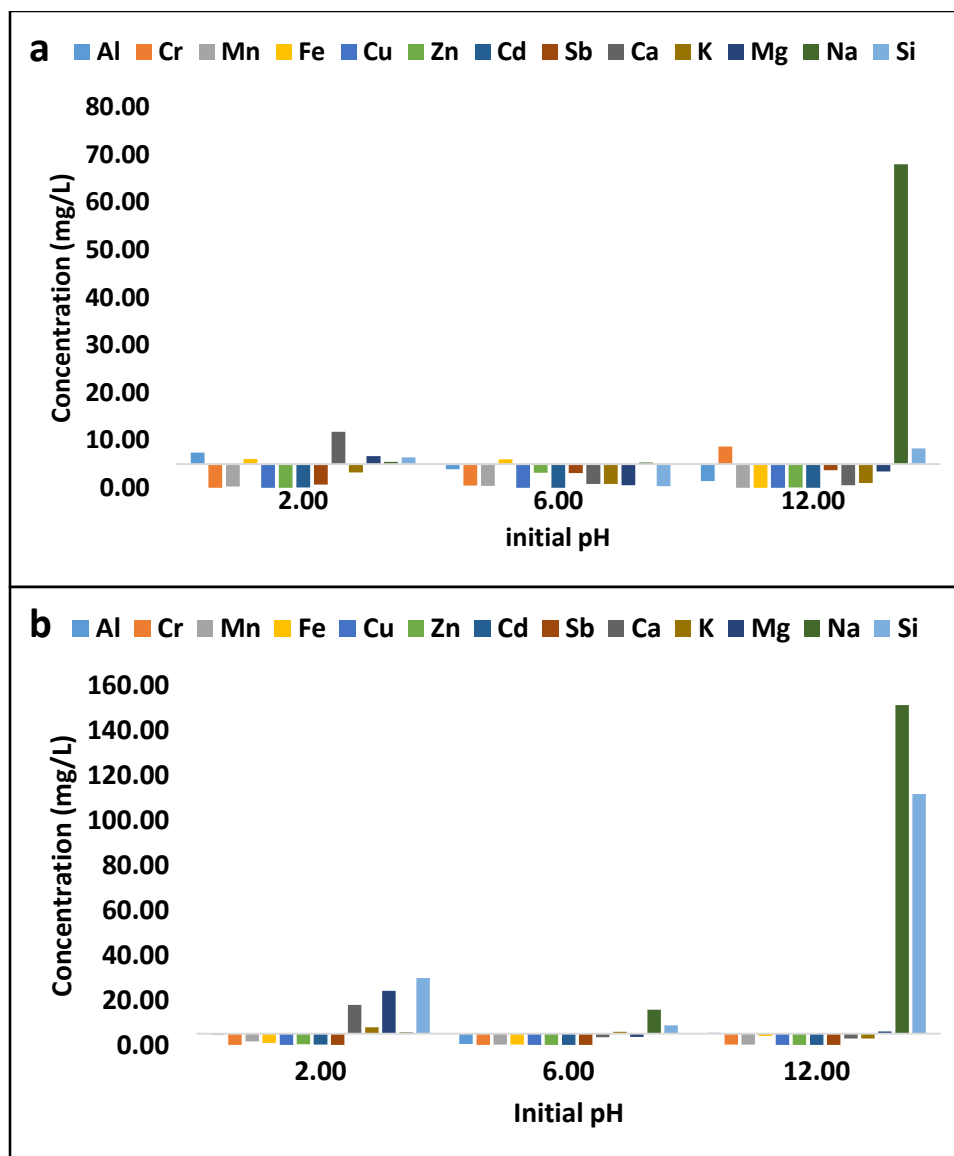 a Al Cr Mn Fe Cu Zn Cd Sb Ca K Mg Na Si
80.00
70.00
60.00
50.00
40.00
30.00
20.00
10.00
0.00
Concentration (mg/L)
2.00 6.00 12.00
initial pH
b Al Cr Mn Fe Cu Zn Cd Sb Ca K Mg Na Si
160.00
140.00
120.00
100.00
80.00
60.00
40.00
20.00
0.00
Concentration (mg/L)
2.00 6.00 12.00
Initial pH